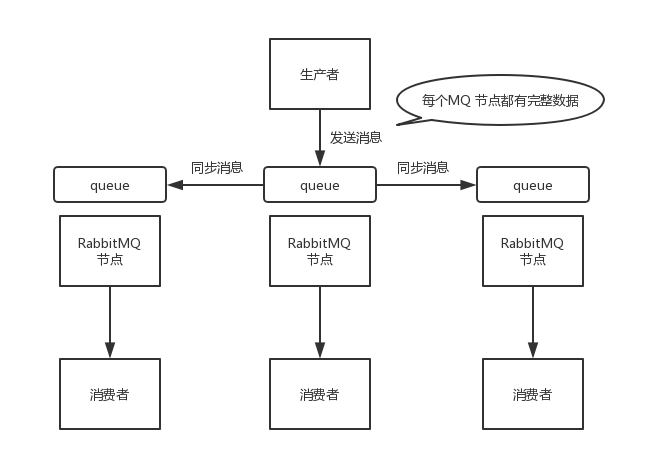 生产者
每个MQ 节点都有完整数据
发送消息
同步消息
同步消息
queue
queue
queue
RabbitMQ
节点
RabbitMQ
节点
RabbitMQ
节点
消费者
消费者
消费者